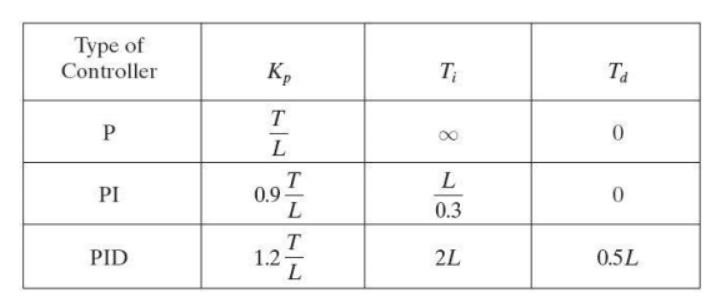 Type of
Controller K_p T_i T_d
P T/L ∞ 0
PI 0.9 T/L L/0.3 0
PID 1.2 T/L 2L 0.5L